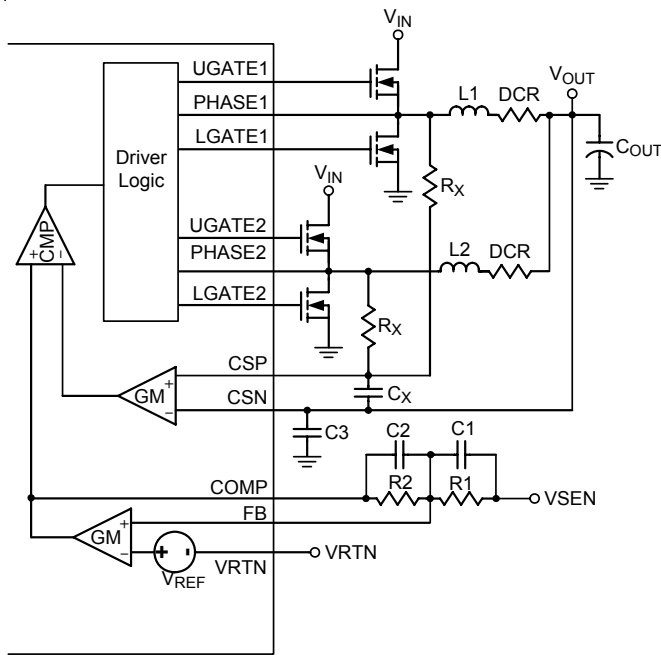 V_IN
UGATE1
PHASE1
LGATE1
L1
DCR
V_OUT
C_OUT
Driver
Logic
R_X
V_IN
CMP
+
-
UGATE2
PHASE2
LGATE2
L2
DCR
R_X
CSP
CSN
GM
+
-
C_X
C3
C2
C1
COMP
R2
R1
VSEN
FB
GM
+
-
+
-
VRTN
VRTN
V_REF